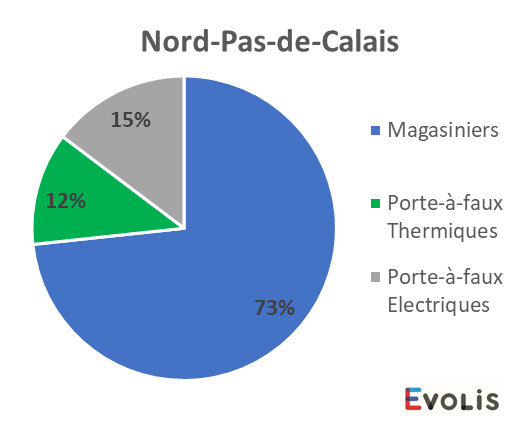 Nord-Pas-de-Calais
15%
12%
73%
Magasiniers
Porte-à-faux
Thermiques
Porte-à-faux
Electriques
EVOLIS